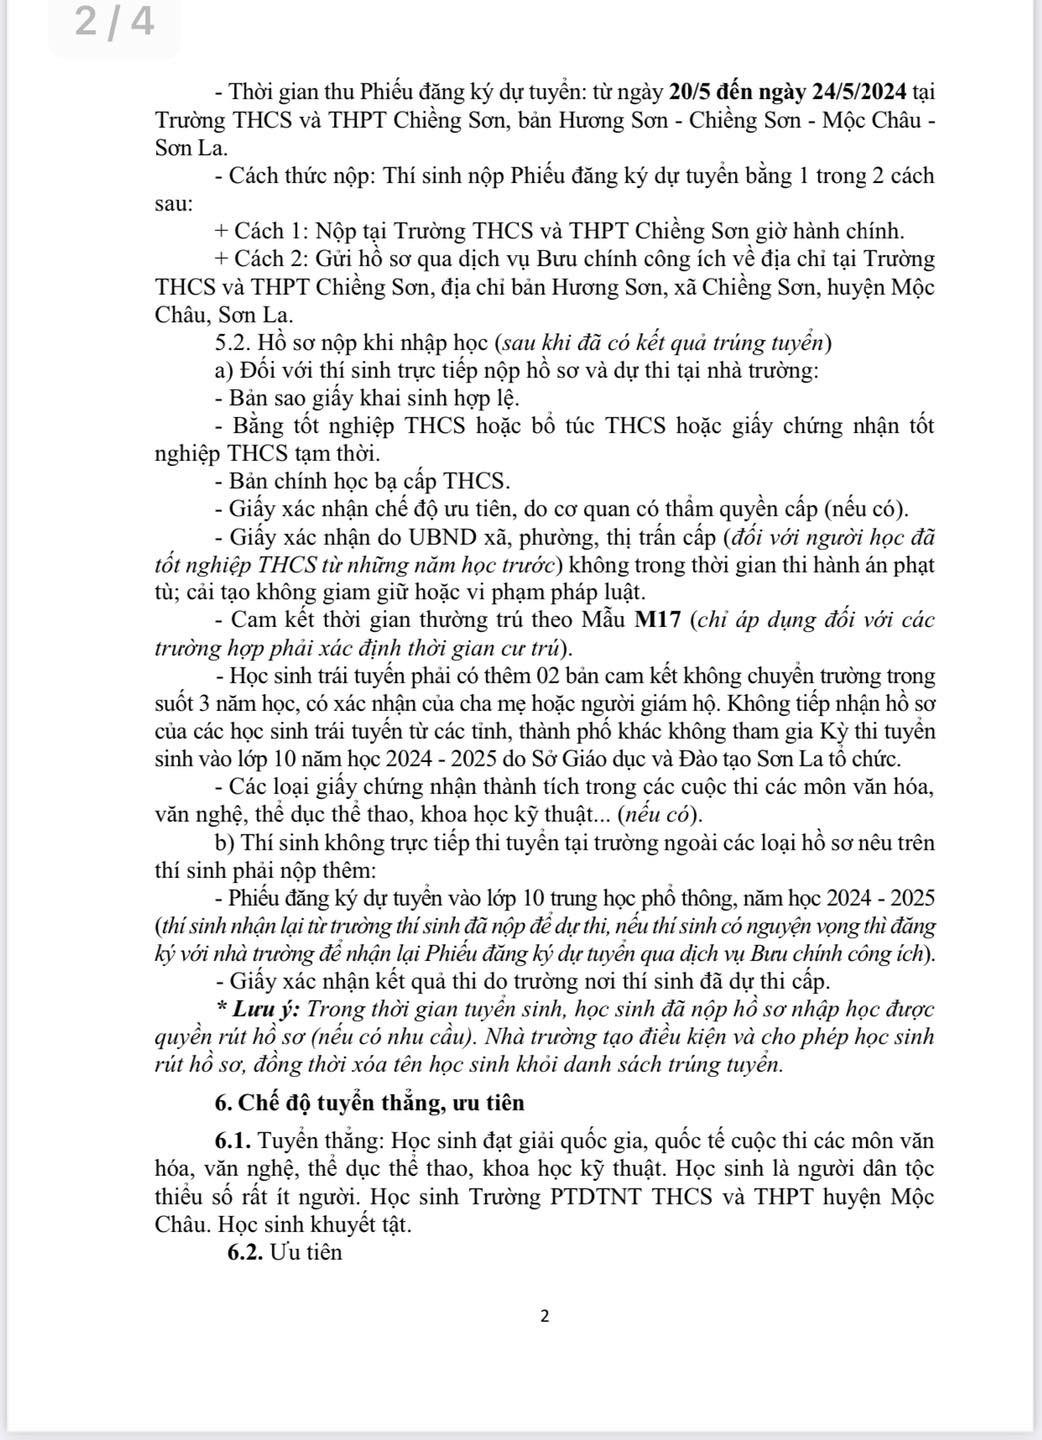 2 / 4
- Thời gian thu Phiếu đăng ký dự tuyển: từ ngày 20/5 đến ngày 24/5/2024 tại
Trường THCS và THPT Chiềng Sơn, bản Hương Sơn - Chiềng Sơn - Mộc Châu -
Sơn La.
- Cách thức nộp: Thí sinh nộp Phiếu đăng ký dự tuyển bằng 1 trong 2 cách
sau:
+ Cách 1: Nộp tại Trường THCS và THPT Chiềng Sơn giờ hành chính.
+ Cách 2: Gửi hồ sơ qua dịch vụ Bưu chính công ích về địa chỉ tại Trường
THCS và THPT Chiềng Sơn, địa chỉ bản Hương Sơn, xã Chiềng Sơn, huyện Mộc
Châu, Sơn La.
5.2. Hồ sơ nộp khi nhập học (sau khi đã có kết quả trúng tuyển)
a) Đối với thí sinh trực tiếp nộp hồ sơ và dự thi tại nhà trường:
- Bản sao giấy khai sinh hợp lệ.
- Bằng tốt nghiệp THCS hoặc bổ túc THCS hoặc giấy chứng nhận tốt
nghiệp THCS tạm thời.
- Bản chính học bạ cấp THCS.
- Giấy xác nhận chế độ ưu tiên, do cơ quan có thẩm quyền cấp (nếu có).
- Giấy xác nhận do UBND xã, phường, thị trấn cấp (đối với người học đã
tốt nghiệp THCS từ những năm học trước) không trong thời gian thi hành án phạt
tù; cải tạo không giam giữ hoặc vi phạm pháp luật.
- Cam kết thời gian thường trú theo Mẫu M17 (chỉ áp dụng đối với các
trường hợp phải xác định thời gian cư trú).
- Học sinh trái tuyến phải có thêm 02 bản cam kết không chuyển trường trong
suốt 3 năm học, có xác nhận của cha mẹ hoặc người giám hộ. Không tiếp nhận hồ sơ
của các học sinh trái tuyến từ các tỉnh, thành phố khác không tham gia Kỳ thi tuyển
sinh vào lớp 10 năm học 2024 - 2025 do Sở Giáo dục và Đào tạo Sơn La tổ chức.
- Các loại giấy chứng nhận thành tích trong các cuộc thi các môn văn hóa,
văn nghệ, thể dục thể thao, khoa học kỹ thuật... (nếu có).
b) Thí sinh không trực tiếp thi tuyển tại trường ngoài các loại hồ sơ nêu trên
thí sinh phải nộp thêm:
- Phiếu đăng ký dự tuyển vào lớp 10 trung học phổ thông, năm học 2024 - 2025
(thí sinh nhận lại từ trường thí sinh đã nộp để dự thi, nếu thí sinh có nguyện vọng thì đăng
ký với nhà trường để nhận lại Phiếu đăng ký dự tuyển qua dịch vụ Bưu chính công ích).
- Giấy xác nhận kết quả thi do trường nơi thí sinh đã dự thi cấp.
* Lưu ý: Trong thời gian tuyển sinh, học sinh đã nộp hồ sơ nhập học được
quyền rút hồ sơ (nếu có nhu cầu). Nhà trường tạo điều kiện và cho phép học sinh
rút hồ sơ, đồng thời xóa tên học sinh khỏi danh sách trúng tuyển.
6. Chế độ tuyển thẳng, ưu tiên
6.1. Tuyển thẳng: Học sinh đạt giải quốc gia, quốc tế cuộc thi các môn văn
hóa, văn nghệ, thể dục thể thao, khoa học kỹ thuật. Học sinh là người dân tộc
thiểu số rất ít người. Học sinh Trường PTDTNT THCS và THPT huyện Mộc
Châu. Học sinh khuyết tật.
6.2. Ưu tiên
2